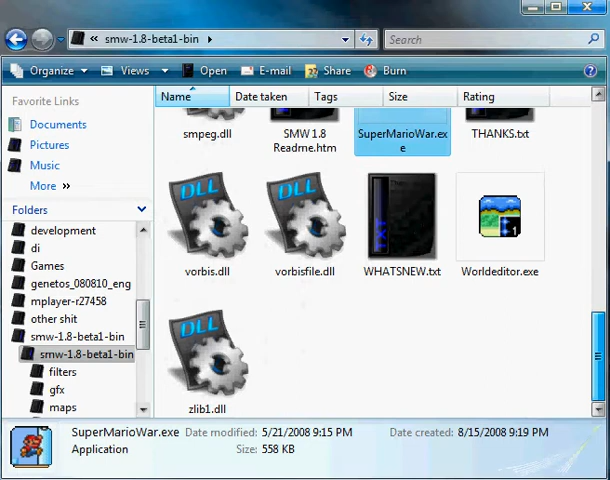 smw-1.8-beta1-bin
Search
Organize Views Open E-mail Share Burn
Favorite Links
Documents
Pictures
Music
More
Folders
development
di
Games
genetos_080810_eng
mplayer-r27458
other shit
smw-1.8-beta1-bin
smw-1.8-beta1-bin
filters
gfx
maps
Name Date taken Tags Size Rating
smpeg.dll
SMW 1.8
Readme.htm
SuperMarioWar.ex
e
THANKS.txt
DLL
vorbis.dll
DLL
vorbisfile.dll
TXT
WHATSNEW.txt
1
Worldeditor.exe
DLL
zlib1.dll
SuperMarioWar.exe Date modified: 5/21/2008 9:15 PM Date created: 8/15/2008 9:19 PM
Application Size: 558 KB